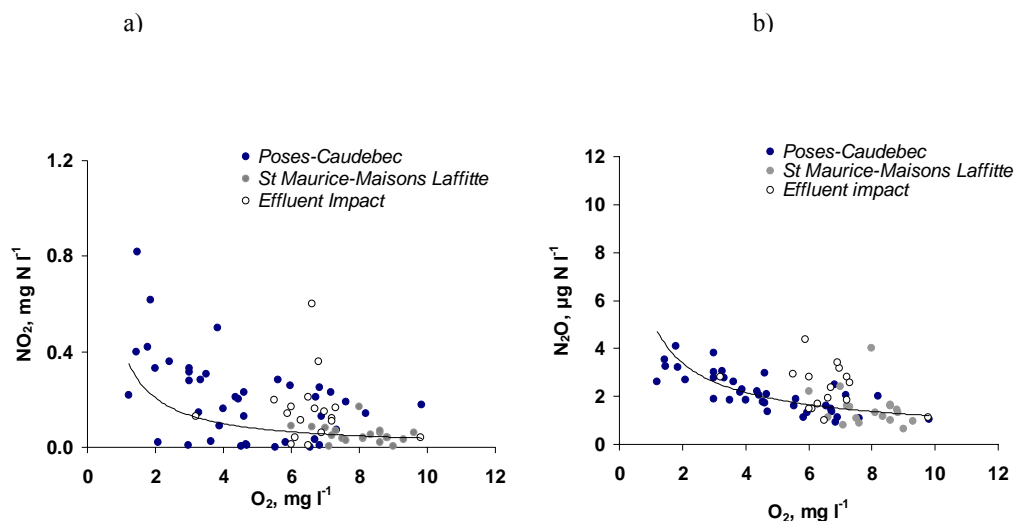 a)
b)
Poses-Caudebec
St Maurice-Maisons Laffitte
Effluent Impact
NO₂, mg N l⁻¹
1.2
0.8
0.4
0.0
0 2 4 6 8 10 12
O₂, mg l⁻¹
Poses-Caudebec
St Maurice-Maisons Laffitte
Effluent impact
N₂O, µg N l⁻¹
12
10
8
6
4
2
0
0 2 4 6 8 10 12
O₂, mg l⁻¹